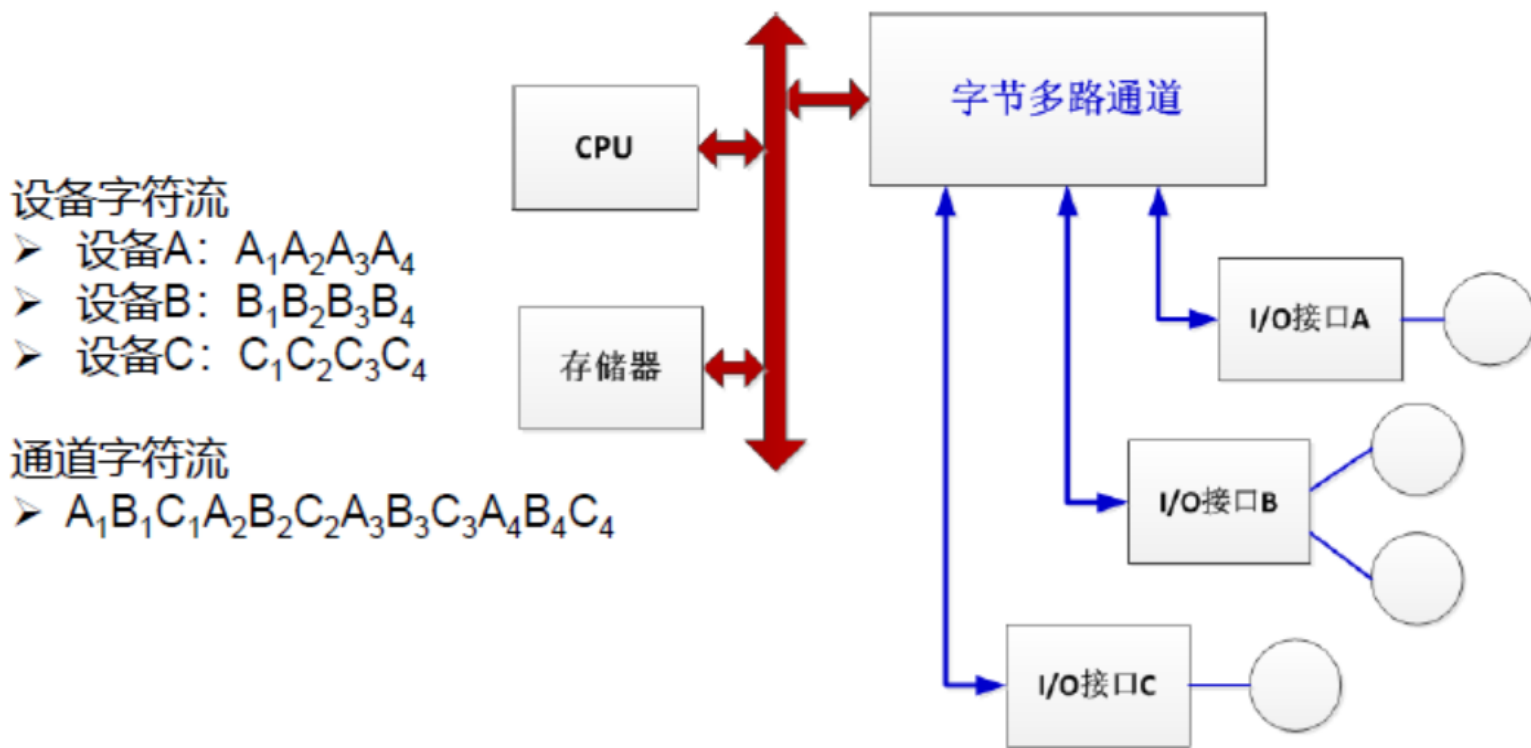 设备字符流
➢ 设备A：A₁A₂A₃A₄
➢ 设备B：B₁B₂B₃B₄
➢ 设备C：C₁C₂C₃C₄
通道字符流
➢ A₁B₁C₁A₂B₂C₂A₃B₃C₃A₄B₄C₄
CPU
存储器
字节多路通道
I/O接口A
I/O接口B
I/O接口C